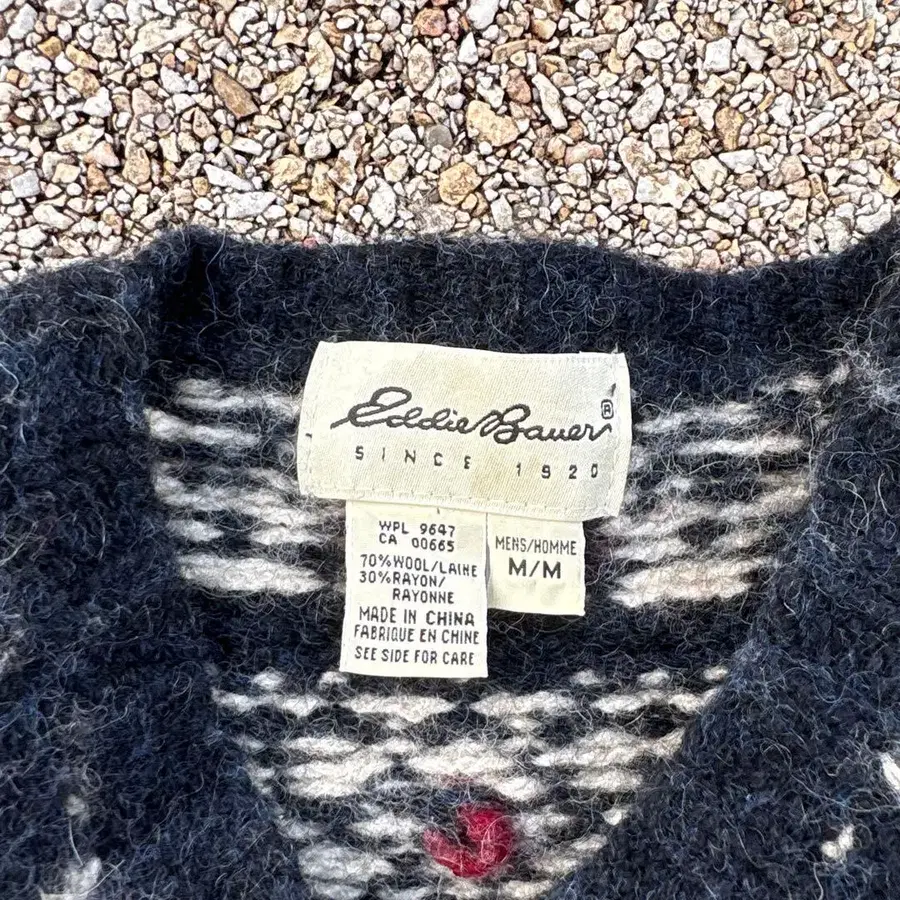 Eddie Bauer®
SINCE 1920
WPL 9647
CA 00665
70%WOOL/LAINE
30%RAYON/
RAYONNE
MADE IN CHINA
FABRIQUE EN CHINE
SEE SIDE FOR CARE
MENS/HOMME
M/M